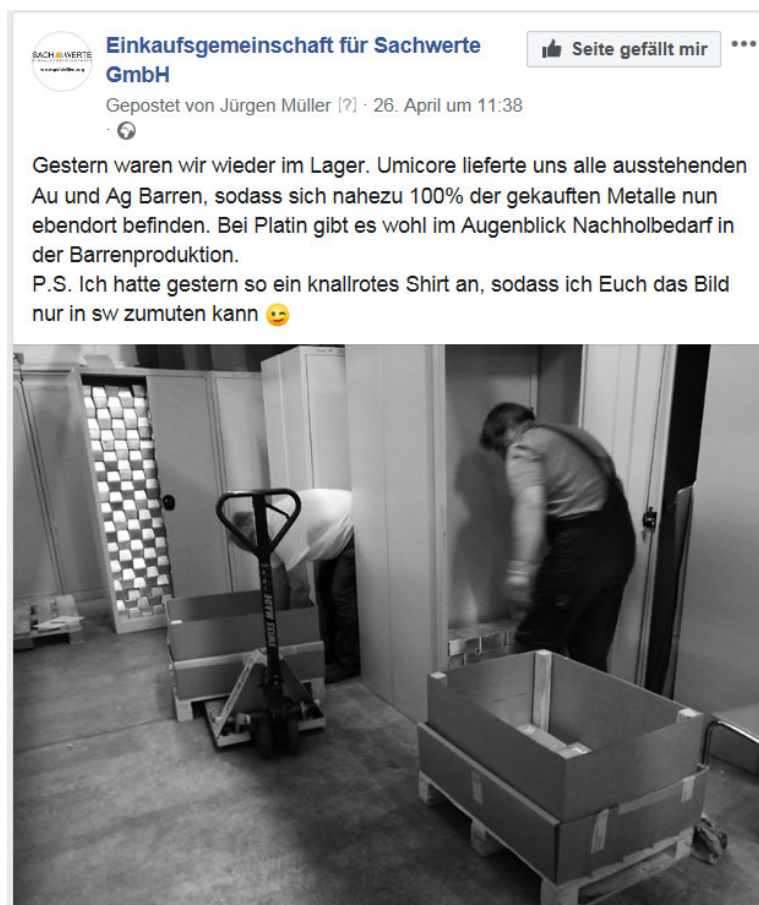 SACH WERTE
Einkaufsgemeinschaft für Sachwerte
GmbH
Seite gefällt mir
Gepostet von Jürgen Müller [?] · 26. April um 11:38
·
Gestern waren wir wieder im Lager. Umicore lieferte uns alle ausstehenden
Au und Ag Barren, sodass sich nahezu 100% der gekauften Metalle nun
ebendort befinden. Bei Platin gibt es wohl im Augenblick Nachholbedarf in
der Barrenproduktion.
P.S. Ich hatte gestern so ein knallrotes Shirt an, sodass ich Euch das Bild
nur in sw zumuten kann 😉
SWISS MADE